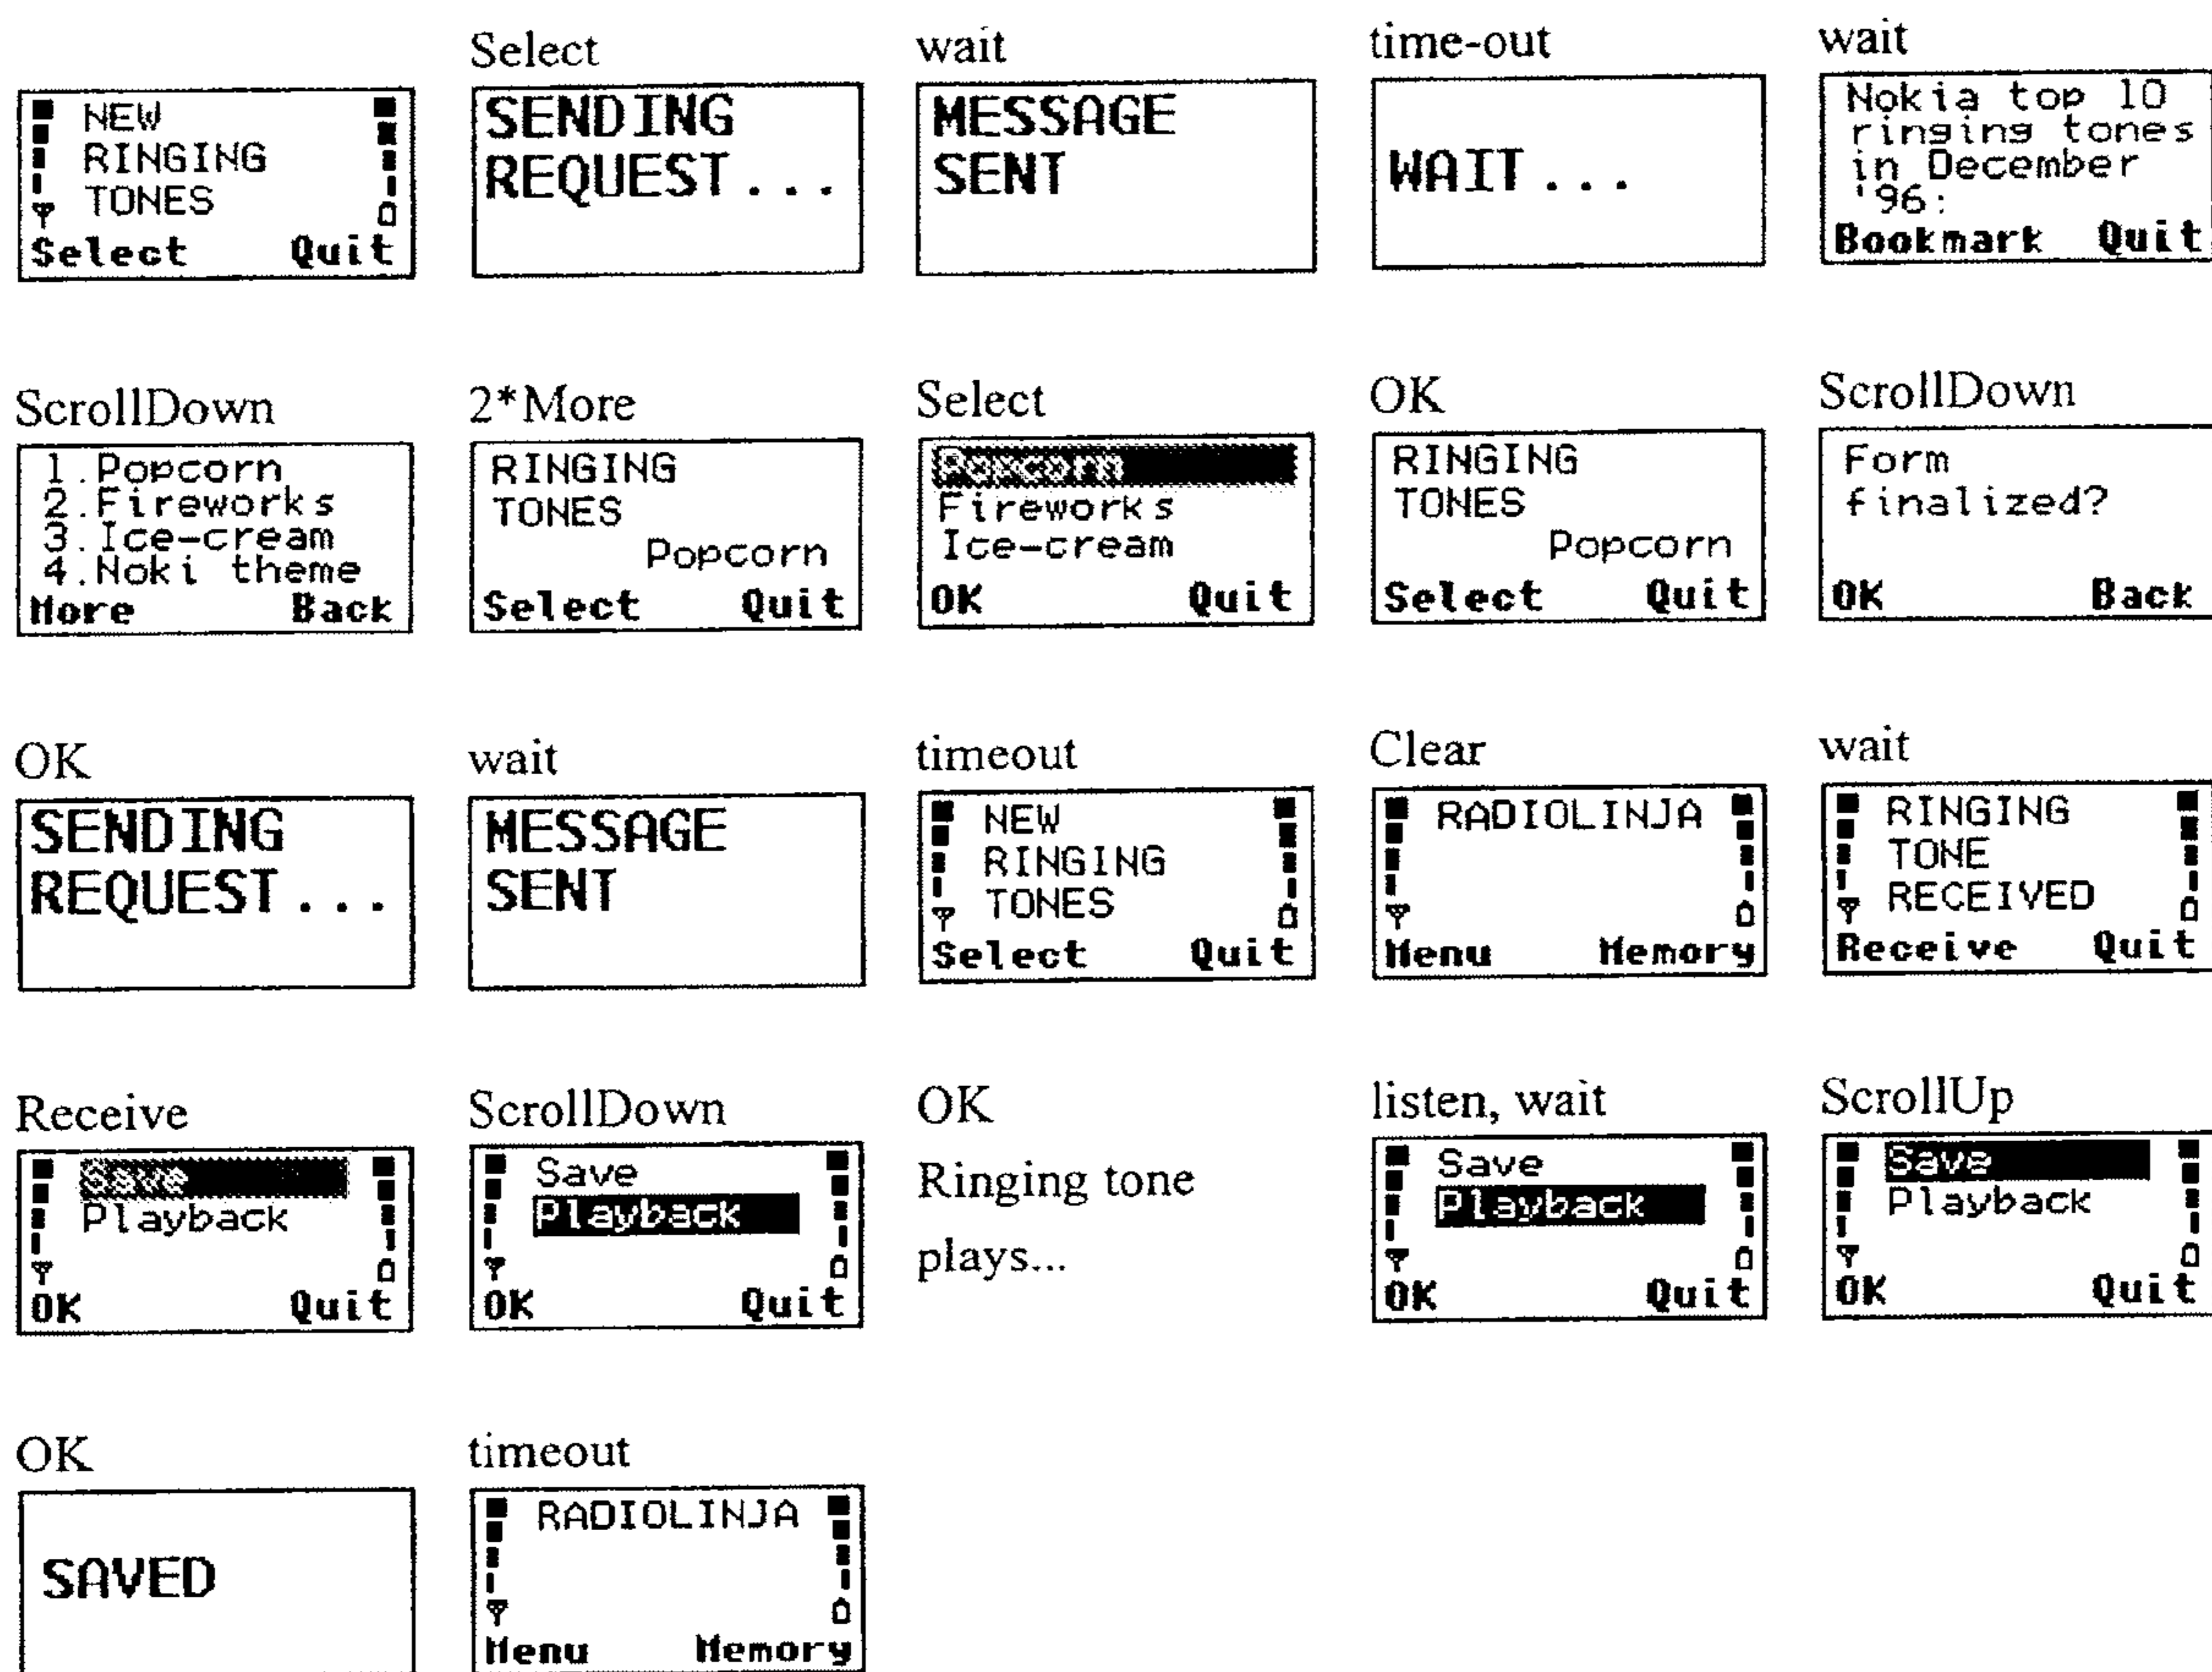 NEW
RINGING
TONES
Select Quit
Select
SENDING
REQUEST...
wait
MESSAGE
SENT
time-out
WAIT...
wait
Nokia top 10
ringing tones
in December
'96:
Bookmark Quit
ScrollDown
1.Popcorn
2.Fireworks
3.Ice-cream
4.Noki theme
More Back
2*More
RINGING
TONES
Popcorn
Select Quit
Select
Popcorn
Fireworks
Ice-cream
OK Quit
OK
RINGING
TONES
Popcorn
Select Quit
ScrollDown
Form
finalized?
OK Back
OK
SENDING
REQUEST...
wait
MESSAGE
SENT
timeout
NEW
RINGING
TONES
Select Quit
Clear
RADIOLINJA
Menu Memory
wait
RINGING
TONE
RECEIVED
Receive Quit
Receive
Save
Playback
OK Quit
ScrollDown
Save
Playback
OK Quit
OK
Ringing tone
plays...
listen, wait
Save
Playback
OK Quit
ScrollUp
Save
Playback
OK Quit
OK
SAVED
timeout
RADIOLINJA
Menu Memory